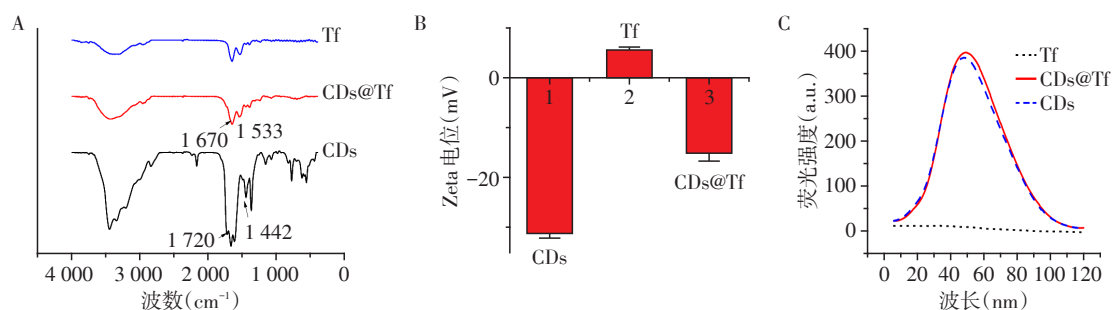 A
Tf
CDs@Tf
1 670
1 533
CDs
1 720
1 442
4 000
3 000
2 000
1 000
0
波数(cm⁻¹)
B
Tf
0
1
2
3
Zeta 电位(mV)
-20
CDs@Tf
CDs
C
Tf
CDs@Tf
CDs
400
300
200
400
0
荧光强度(a.u.)
0
20
40
60
80
100
120
波长(nm)